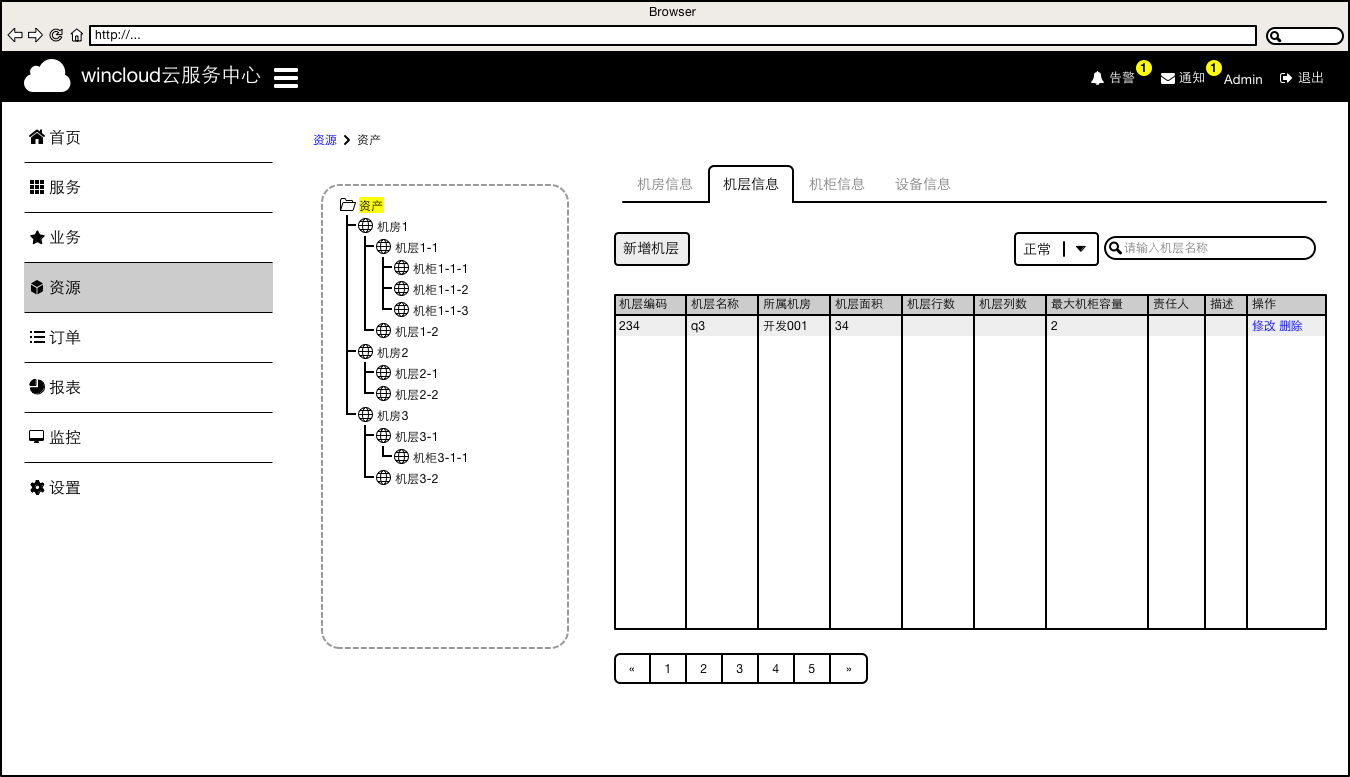 Browser
http://...
wincloud云服务中心
告警 1 通知 1 Admin 退出
首页
服务
业务
资源
订单
报表
监控
设置
资源 资产
资产
机房1
机层1-1
机柜1-1-1
机柜1-1-2
机柜1-1-3
机层1-2
机房2
机层2-1
机层2-2
机房3
机层3-1
机柜3-1-1
机层3-2
机房信息 机层信息 机柜信息 设备信息
新增机层 正常 请输入机层名称
机层编码 机层名称 所属机房 机层面积 机层行数 机层列数 最大机柜容量 责任人 描述 操作
234 q3 开发001 34 2 修改 删除
« 1 2 3 4 5 »